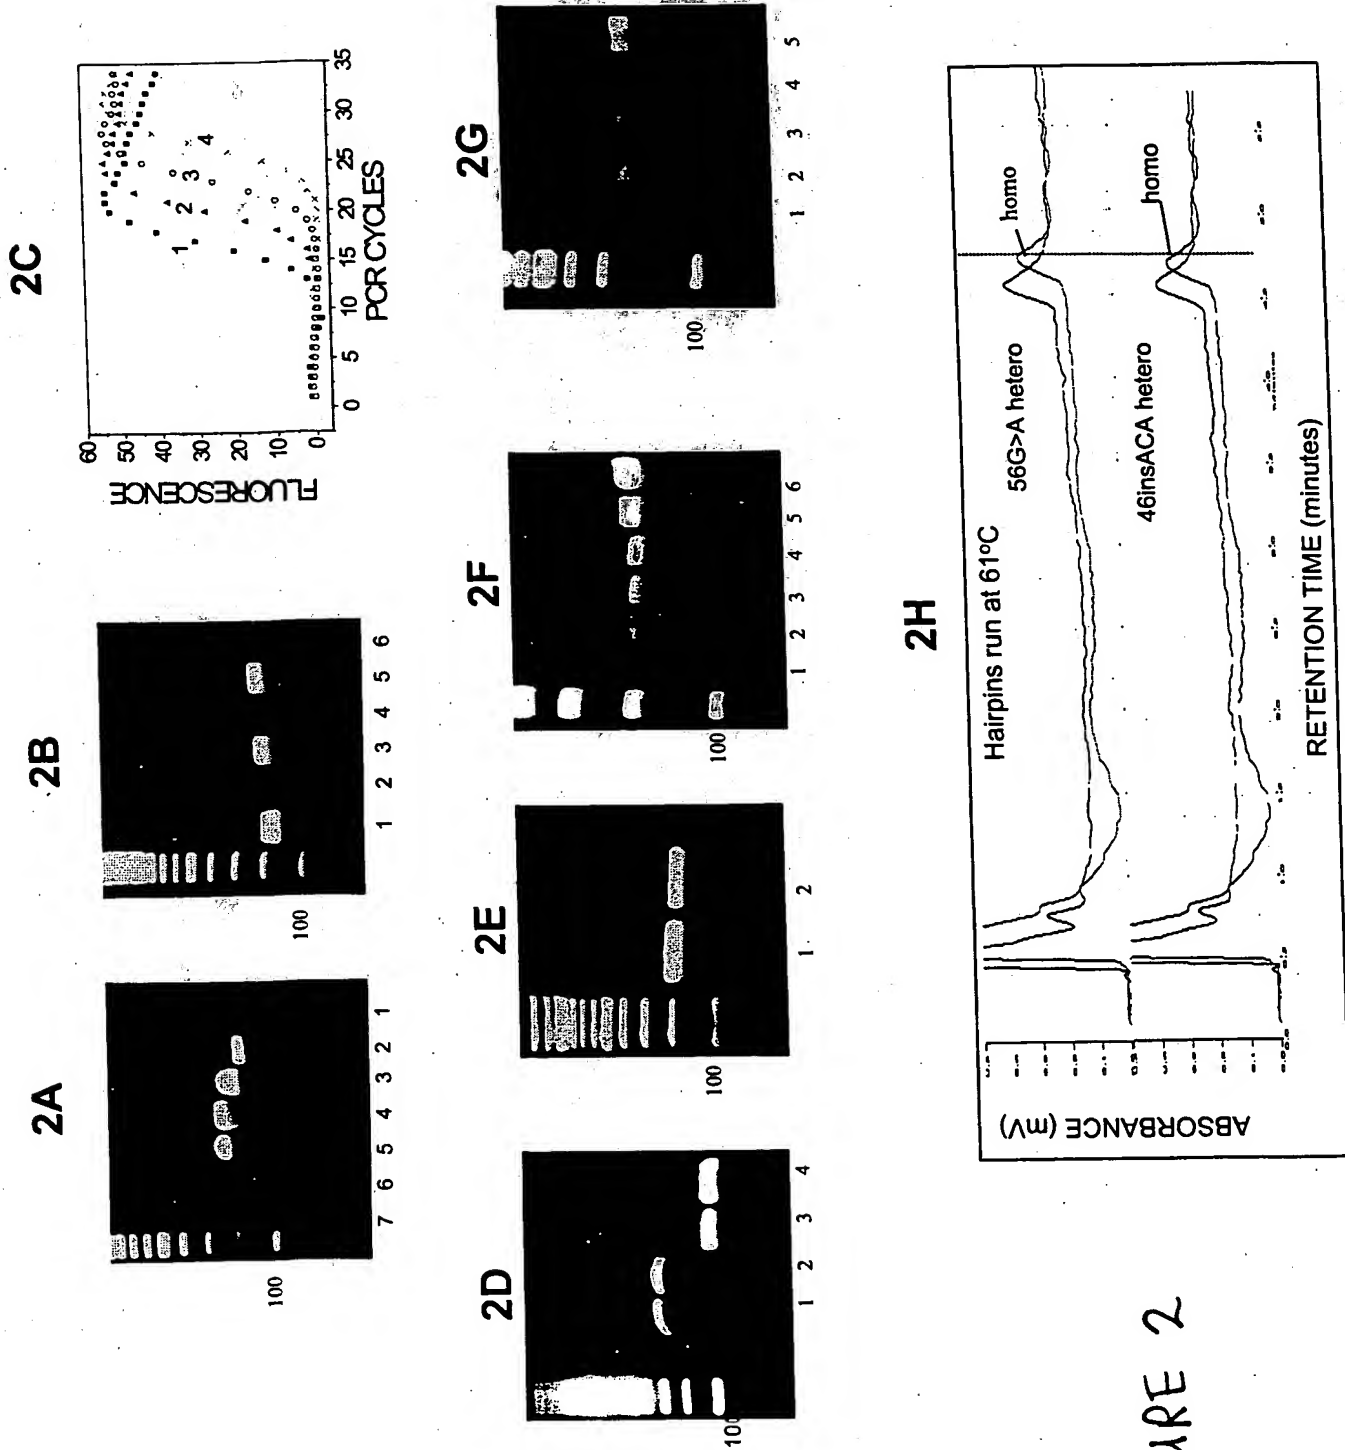 2A
100
7 6 5 4 3 2 1
2B
100
1 2 3 4 5 6
2C
FLUORESCENCE
60
50
40
30
20
10
0
1
2
3
4
0 5 10 15 20 25 30 35
PCR CYCLES
2D
100
1 2 3 4
2E
100
1 2
2F
100
1 2 3 4 5 6
2G
100
1 2 3 4 5
2H
Hairpins run at 61ºC
56G>A hetero
homo
46insACA hetero
homo
ABSORBANCE (mV)
RETENTION TIME (minutes)
URE 2